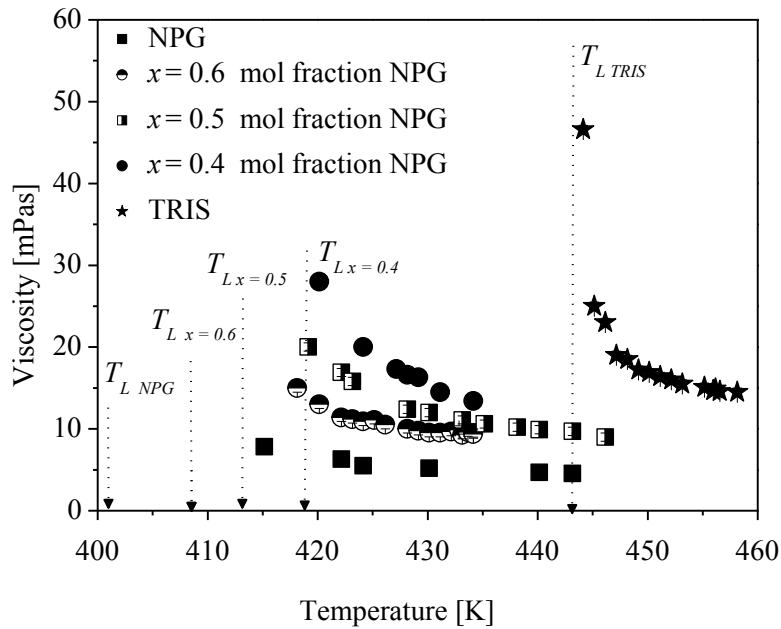 60
50
40
30
20
10
0
Viscosity [mPas]
NPG
x = 0.6 mol fraction NPG
x = 0.5 mol fraction NPG
x = 0.4 mol fraction NPG
TRIS
T L TRIS
T L x = 0.5
T L x = 0.4
T L x = 0.6
T L NPG
400 410 420 430 440 450 460
Temperature [K]